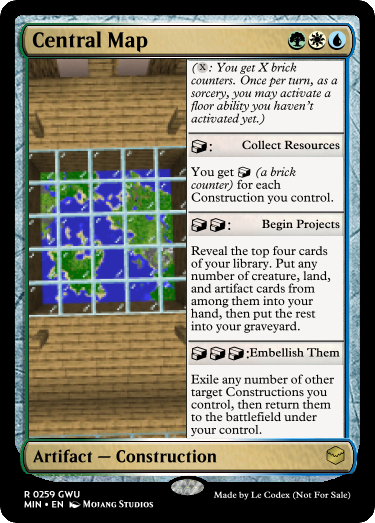 Central Map
(X: You get X brick
counters. Once per turn, as a
sorcery, you may activate a
floor ability you haven't
activated yet.)
: Collect Resources
You get (a brick
counter) for each
Construction you control.
: Begin Projects
Reveal the top four cards
of your library. Put any
number of creature, land,
and artifact cards from
among them into your
hand, then put the rest
into your graveyard.
:Embellish Them
Exile any number of other
target Constructions you
control, then return them
to the battlefield under
your control.
Artifact — Construction
R 0259 GWU
MIN • EN Mojang Studios
Made by Le Codex (Not For Sale)